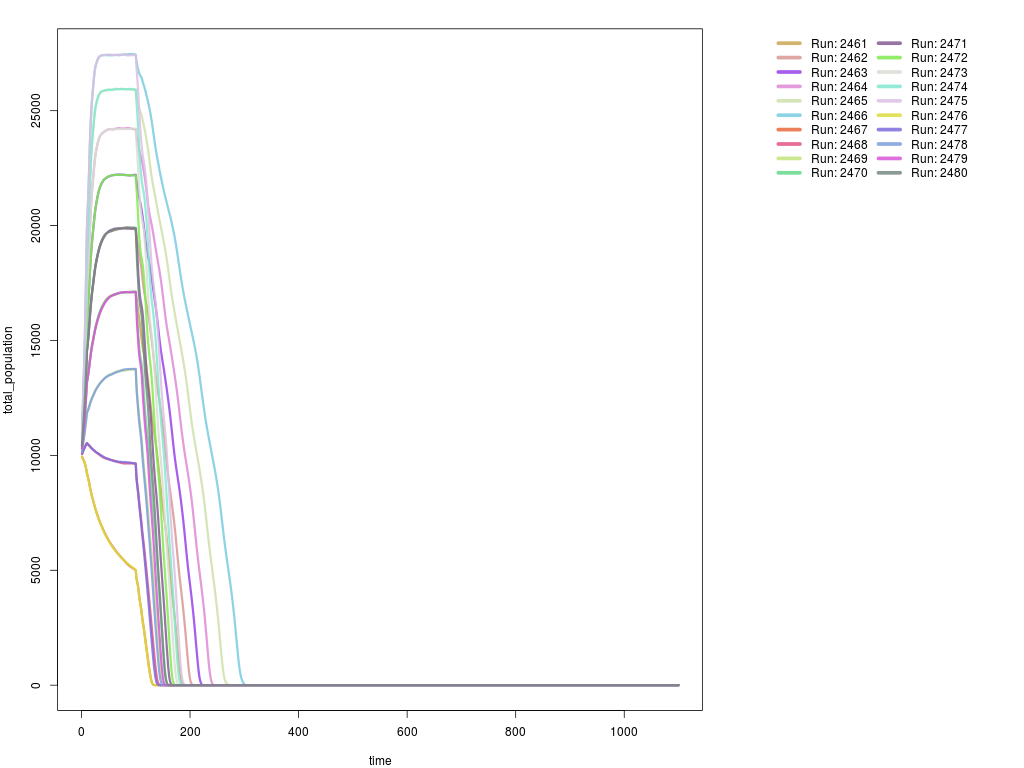 total_population
25000
20000
15000
10000
5000
0
0 200 400 600 800 1000
time
Run: 2461 Run: 2471
Run: 2462 Run: 2472
Run: 2463 Run: 2473
Run: 2464 Run: 2474
Run: 2465 Run: 2475
Run: 2466 Run: 2476
Run: 2467 Run: 2477
Run: 2468 Run: 2478
Run: 2469 Run: 2479
Run: 2470 Run: 2480